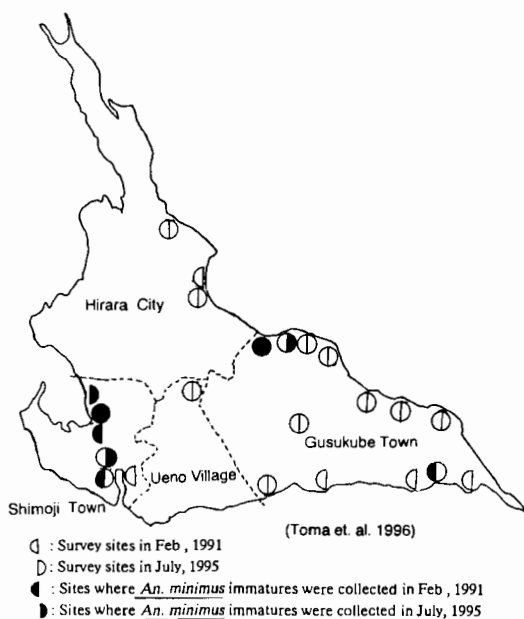 Hirara City
Gusukube Town
Ueno Village
Shimoji Town
(Toma et. al. 1996)
: Survey sites in Feb , 1991
: Survey sites in July, 1995
: Sites where An. minimus immatures were collected in Feb , 1991
: Sites where An. minimus immatures were collected in July, 1995